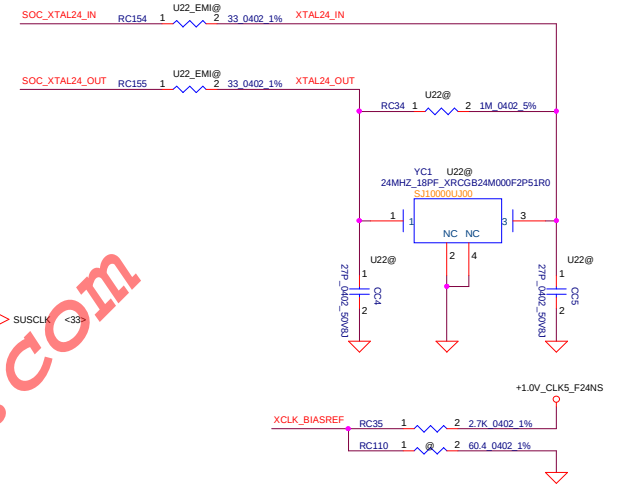 U22_EMI@
SOC_XTAL24_IN RC154 1 2 33_0402_1% XTAL24_IN
U22_EMI@
SOC_XTAL24_OUT RC155 1 2 33_0402_1% XTAL24_OUT
U22@
RC34 1 2 1M_0402_5%
YC1 U22@
24MHZ_18PF_XRCGB24M000F2P51R0
SJ10000UJ00
1 1 3 3
NC NC
2 4
U22@ U22@
1 1
27P_0402_50V8J CC4 27P_0402_50V8J CC5
2 2
SUSCLK <33>
.com
+1.0V_CLK5_F24NS
XCLK_BIASREF RC35 1 2 2.7K_0402_1%
RC110 1 @ 2 60.4_0402_1%